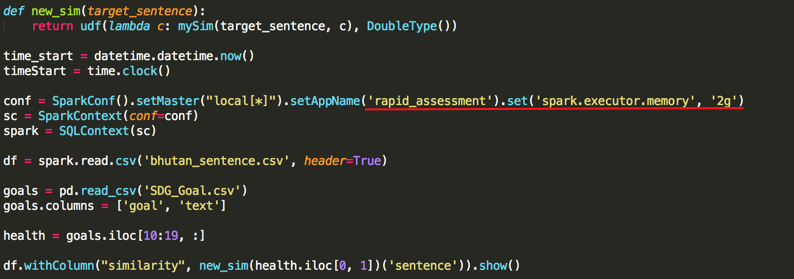 def new_sim(target_sentence):
    return udf(lambda c: mySim(target_sentence, c), DoubleType())
time_start = datetime.datetime.now()
timeStart = time.clock()
conf = SparkConf().setMaster("local[*]").setAppName('rapid_assessment').set('spark.executor.memory', '2g')
sc = SparkContext(conf=conf)
spark = SQLContext(sc)
df = spark.read.csv('bhutan_sentence.csv', header=True)
goals = pd.read_csv('SDG_Goal.csv')
goals.columns = ['goal', 'text']
health = goals.iloc[10:19, :]
df.withColumn("similarity", new_sim(health.iloc[0, 1])('sentence')).show()